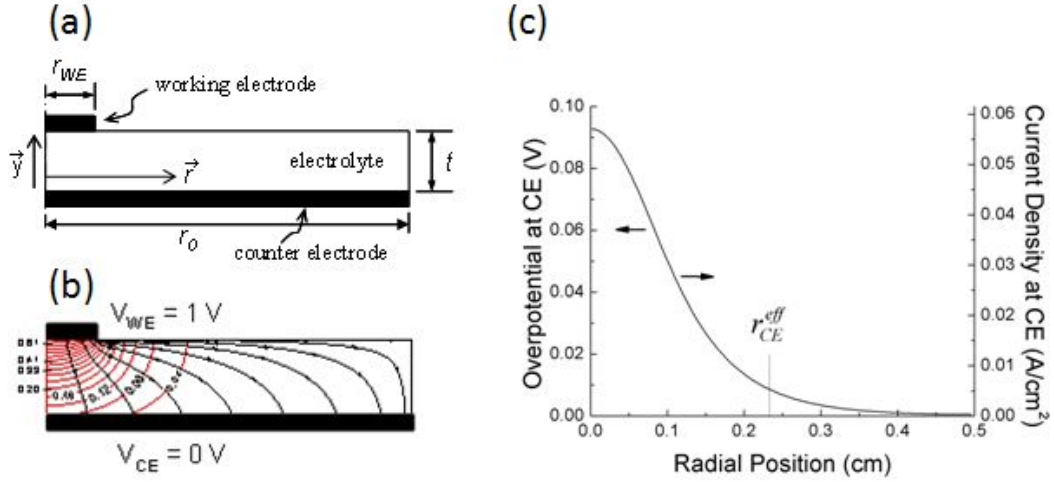 (a)
r_WE
working electrode
y
electrolyte
r
t
r_o
counter electrode
(b)
V_WE = 1 V
0.20
0.16
0.12
V_CE = 0 V
(c)
Overpotential at CE (V)
0.10
0.08
0.06
0.04
0.02
0.00
r_CE^eff
0.06
0.05
0.04
0.03
0.02
0.01
0.00
Current Density at CE (A/cm²)
0.0 0.1 0.2 0.3 0.4 0.5
Radial Position (cm)